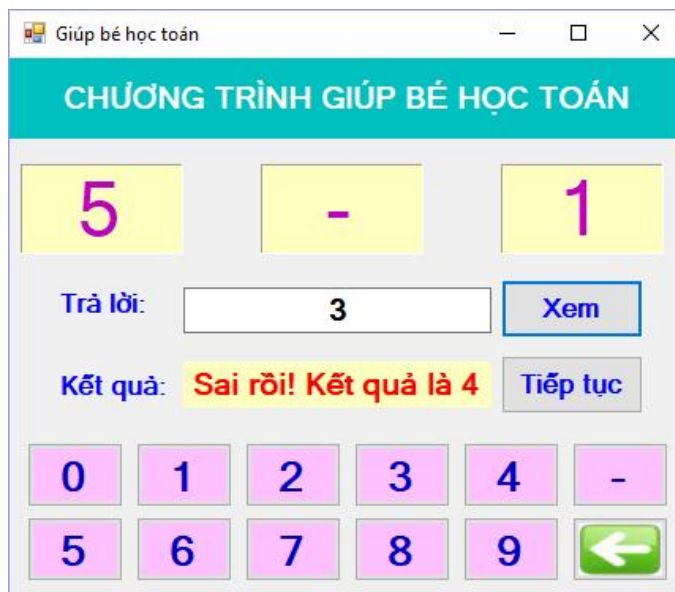 Giúp bé học toán
CHƯƠNG TRÌNH GIÚP BÉ HỌC TOÁN
5 - 1
Trả lời: 3 Xem
Kết quả: Sai rồi! Kết quả là 4 Tiếp tục
0 1 2 3 4 -
5 6 7 8 9